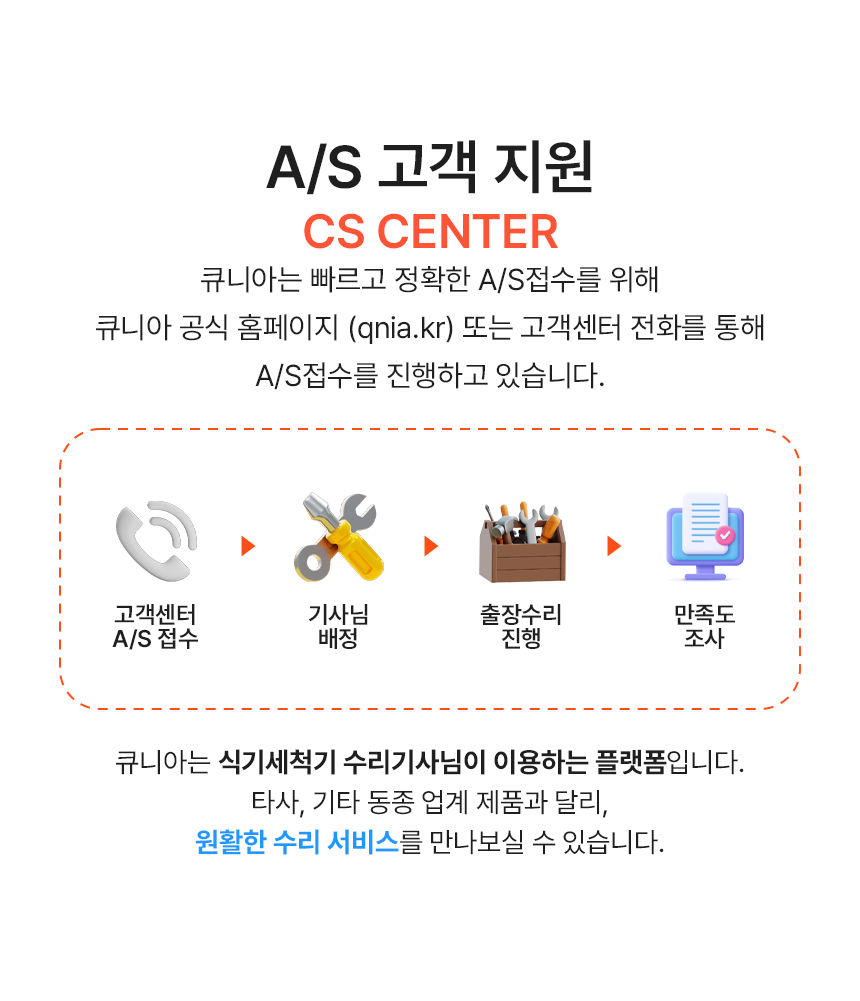 A/S 고객 지원
CS CENTER
큐니아는 빠르고 정확한 A/S접수를 위해
큐니아 공식 홈페이지 (qnia.kr) 또는 고객센터 전화를 통해
A/S접수를 진행하고 있습니다.
고객센터
A/S 접수
기사님
배정
출장수리
진행
만족도
조사
큐니아는 식기세척기 수리기사님이 이용하는 플랫폼입니다.
타사, 기타 동종 업계 제품과 달리,
원활한 수리 서비스를 만나보실 수 있습니다.